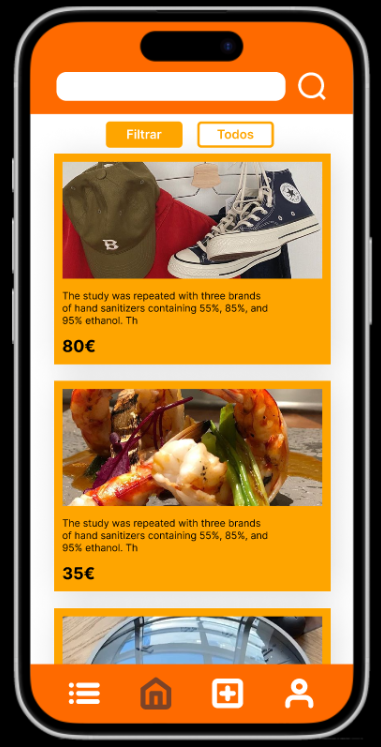 Filtrar
Todos
B
The study was repeated with three brands
of hand sanitizers containing 55%, 85%, and
95% ethanol. Th
80€
The study was repeated with three brands
of hand sanitizers containing 55%, 85%, and
95% ethanol. Th
35€